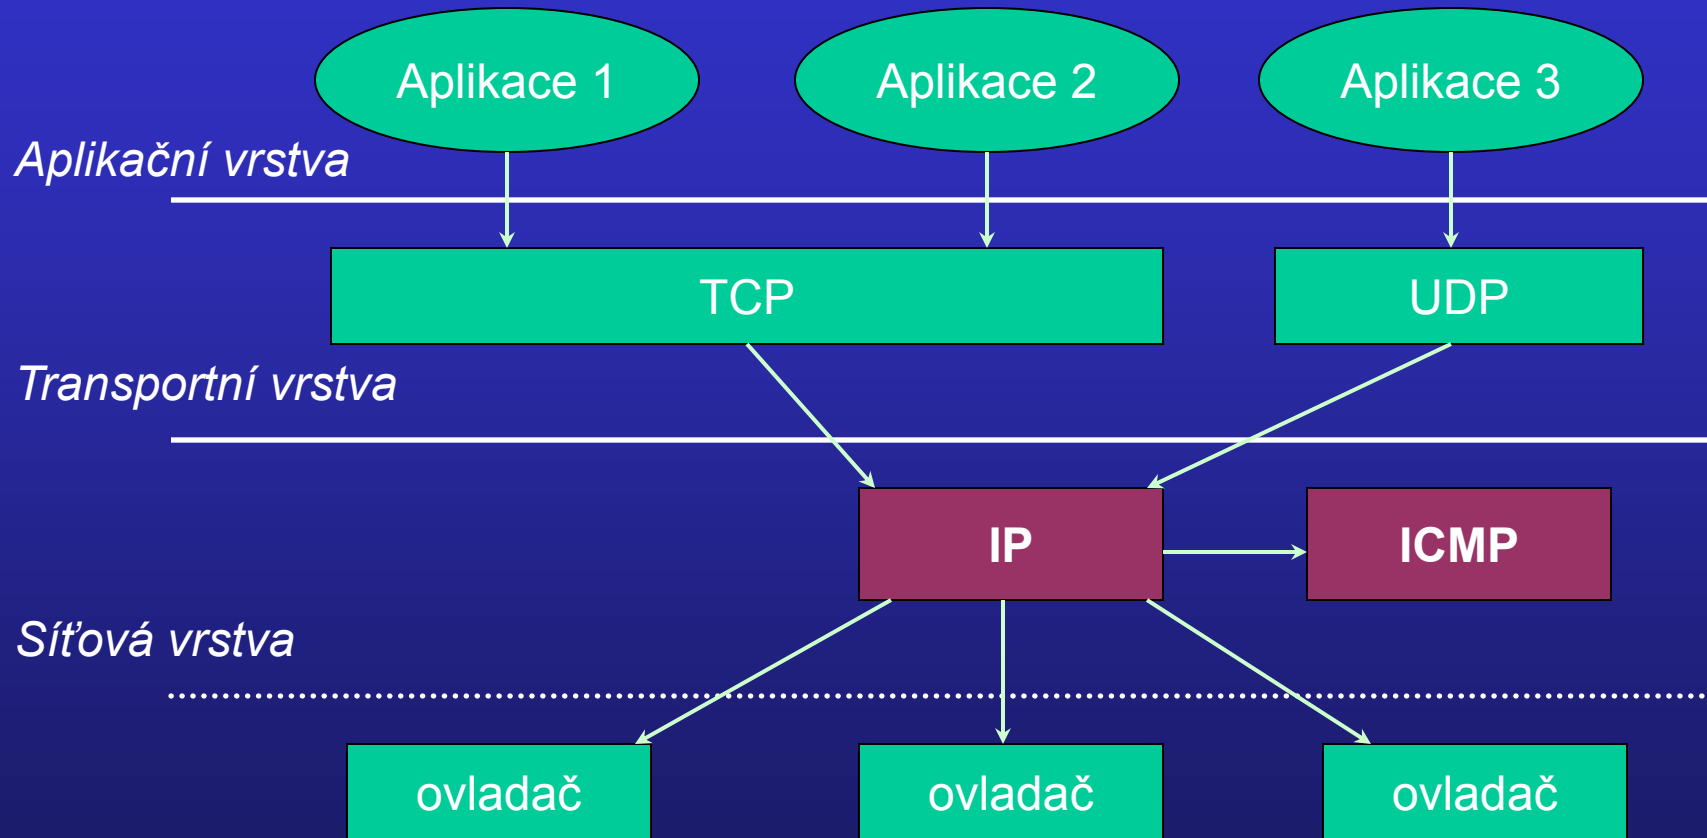 Aplikace 1
Aplikace 2
Aplikace 3
Aplikační vrstva
TCP
UDP
Transportní vrstva
IP
ICMP
Síťová vrstva
ovladač
ovladač
ovladač